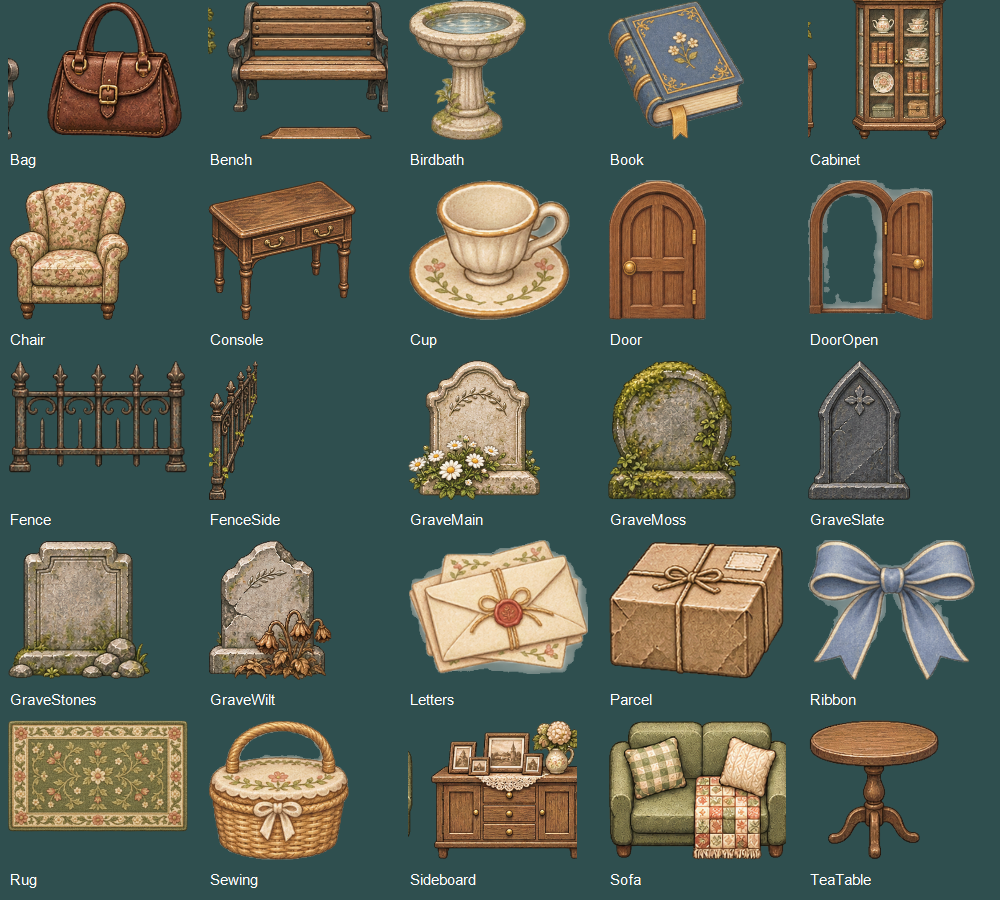 Bag
Bench
Birdbath
Book
Cabinet
Chair
Console
Cup
Door
DoorOpen
Fence
FenceSide
GraveMain
GraveMoss
GraveSlate
GraveStones
GraveWilt
Letters
Parcel
Ribbon
Rug
Sewing
Sideboard
Sofa
TeaTable